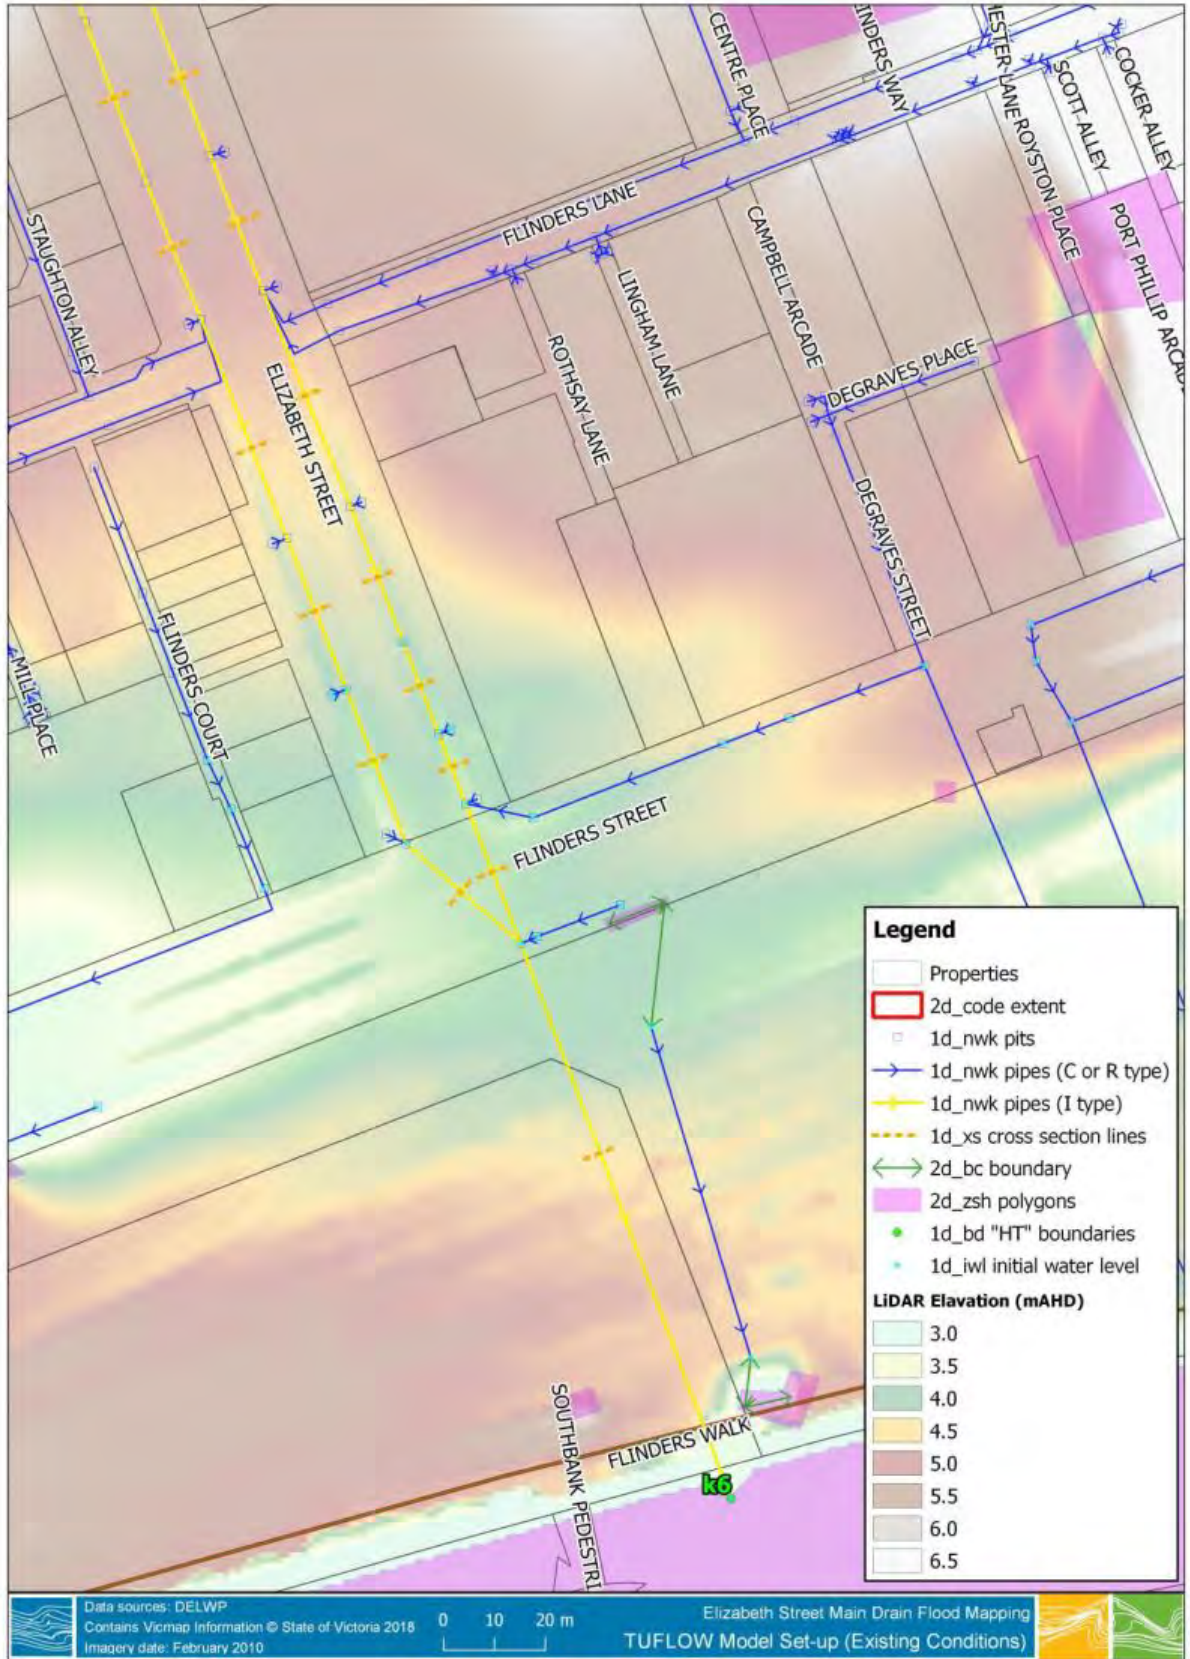 CENTRE PLACE
INDERS WAY
HESTER LANE
ROYSTON PLACE
SCOTT ALLEY
COCKER ALLEY
PORT PHILLIP ARCAD
STAUGHTON ALLEY
FLINDERS LANE
CAMPBELL ARCADE
LINGHAM LANE
ROTHSAY LANE
DEGRAVES PLACE
ELIZABETH STREET
DEGRAVES STREET
FLINDERS COURT
MILL PLACE
FLINDERS STREET
FLINDERS WALK
SOUTHBANK PEDESTRI
k6
Legend
Properties
2d_code extent
1d_nwk pits
1d_nwk pipes (C or R type)
1d_nwk pipes (I type)
1d_xs cross section lines
2d_bc boundary
2d_zsh polygons
1d_bd "HT" boundaries
1d_iwl initial water level
LiDAR Elavation (mAHD)
3.0
3.5
4.0
4.5
5.0
5.5
6.0
6.5
Data sources: DELWP
Contains Vicmap Information © State of Victoria 2018
Imagery date: February 2010
0 10 20 m
Elizabeth Street Main Drain Flood Mapping
TUFLOW Model Set-up (Existing Conditions)